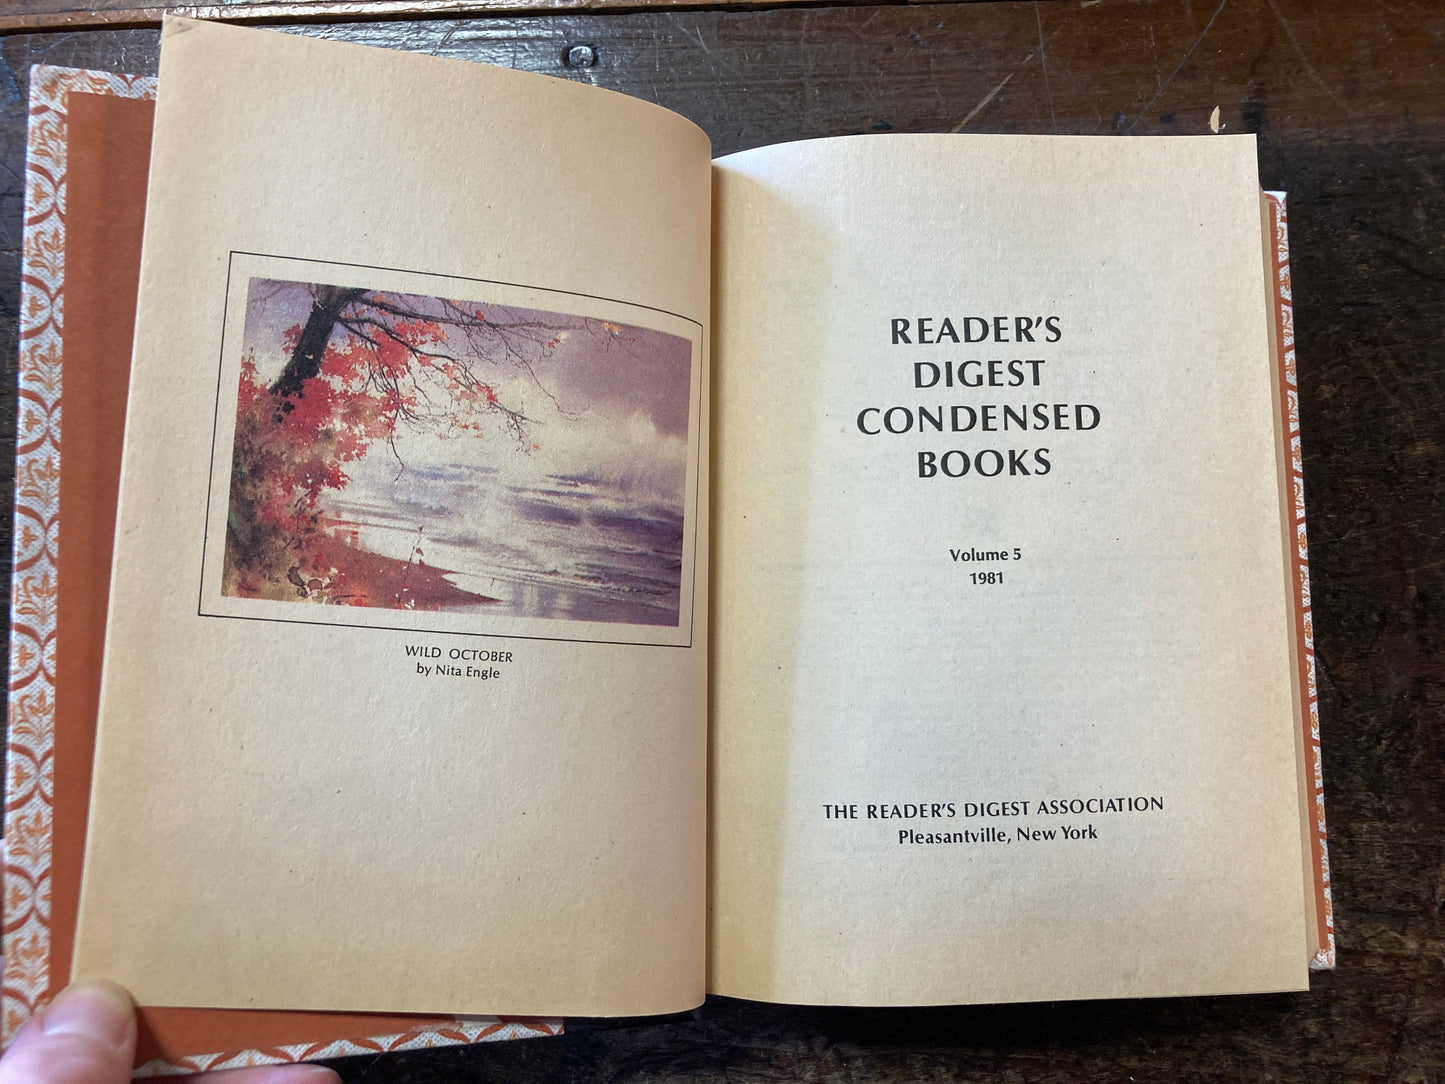 WILD OCTOBER
by Nita Engle
READER'S
DIGEST
CONDENSED
BOOKS
Volume 5
1981
THE READER'S DIGEST ASSOCIATION
Pleasantville, New York